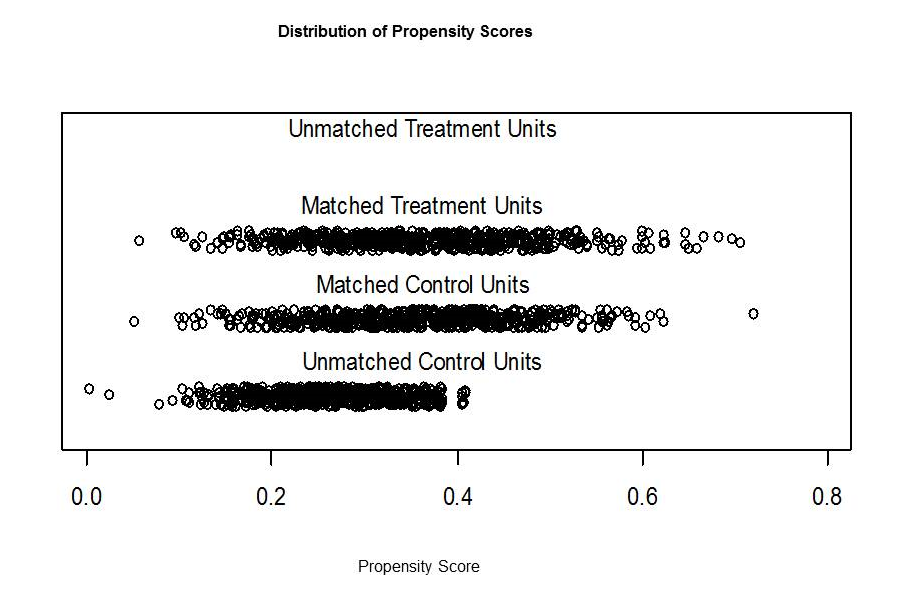 Distribution of Propensity Scores
Unmatched Treatment Units
Matched Treatment Units
Matched Control Units
Unmatched Control Units
0.0 0.2 0.4 0.6 0.8
Propensity Score